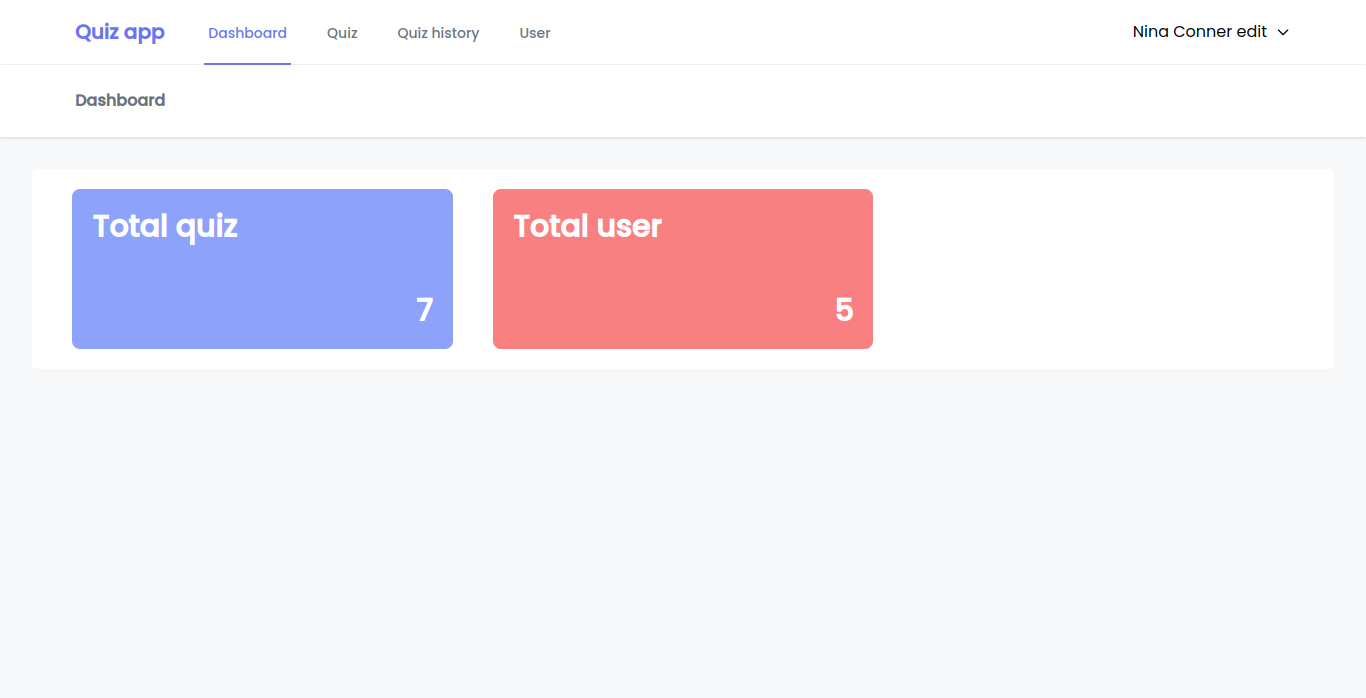 Quiz app Dashboard Quiz Quiz history User Nina Conner edit
Dashboard
Total quiz
7
Total user
5